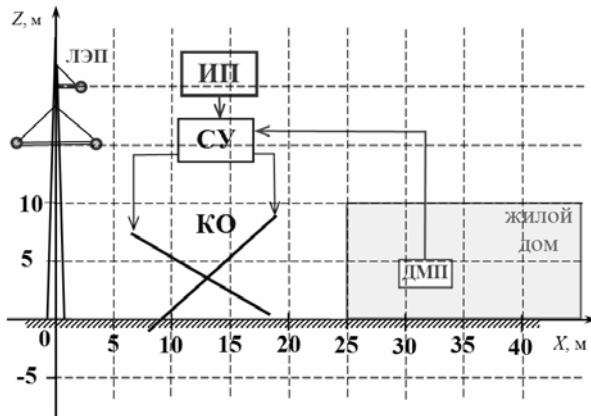 Z, м
ЛЭП
ИП
СУ
10
КО
ЖИЛОЙ
ДОМ
5
ДМП
0
5
10
15
20
25
30
35
40
X, м
-5